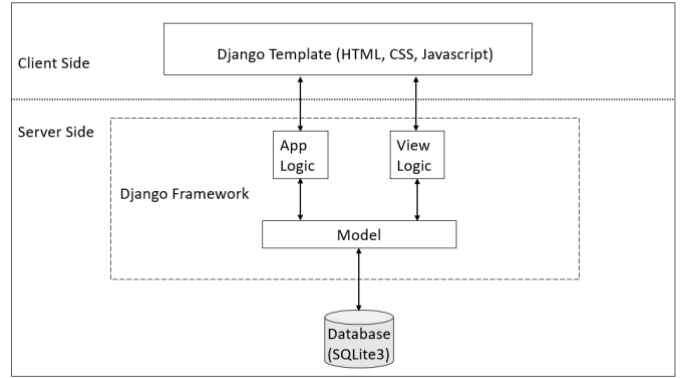 Django Template (HTML, CSS, Javascript)
Client Side
Server Side
App
Logic
View
Logic
Django Framework
Model
Database
(SQLite3)